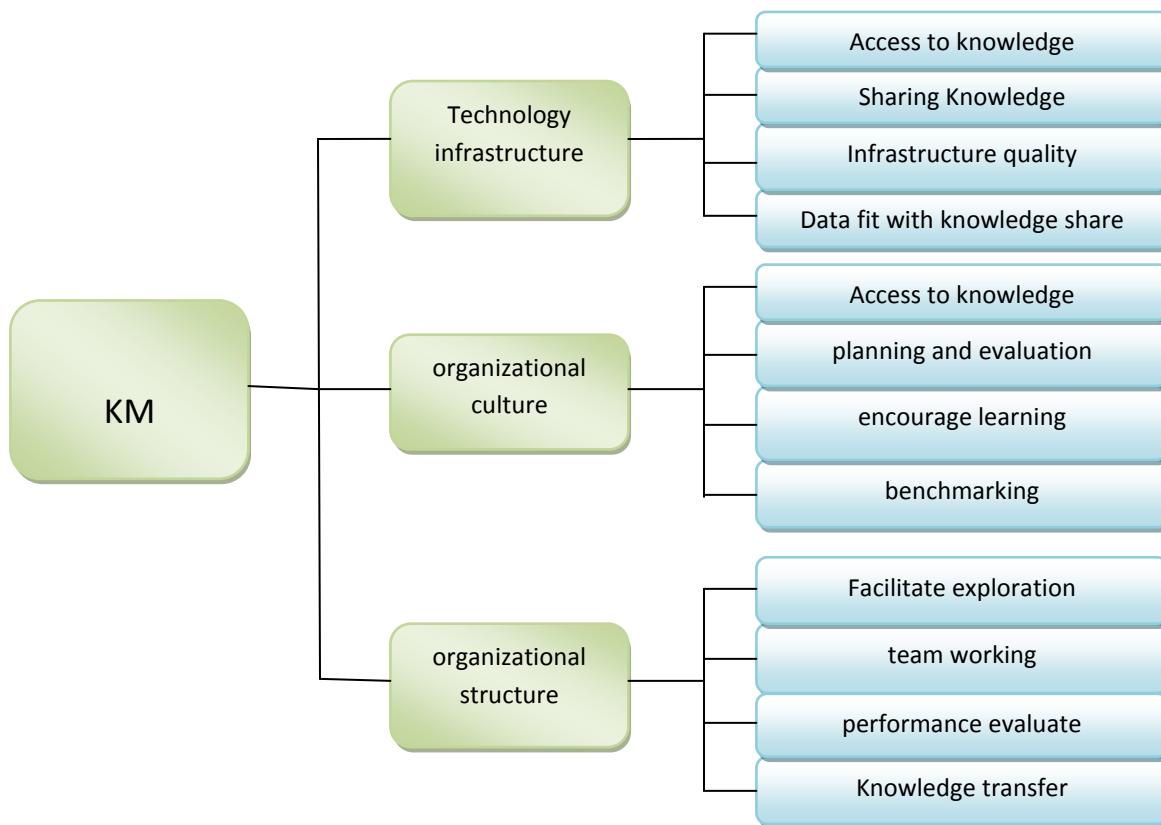 KM
Technology
infrastructure
Access to knowledge
Sharing Knowledge
Infrastructure quality
Data fit with knowledge share
organizational
culture
Access to knowledge
planning and evaluation
encourage learning
benchmarking
organizational
structure
Facilitate exploration
team working
performance evaluate
Knowledge transfer